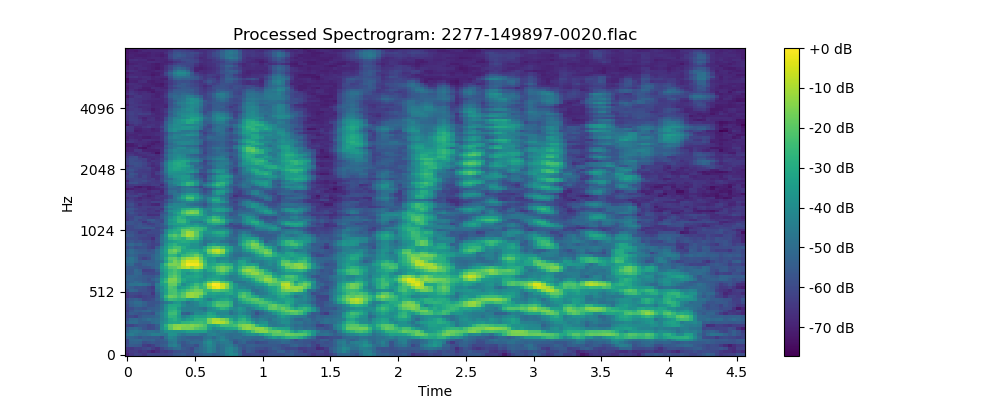 Processed Spectrogram: 2277-149897-0020.flac
+0 dB
-10 dB
-20 dB
-30 dB
-40 dB
-50 dB
-60 dB
-70 dB
4096
2048
1024
512
0
Hz
0 0.5 1 1.5 2 2.5 3 3.5 4 4.5
Time